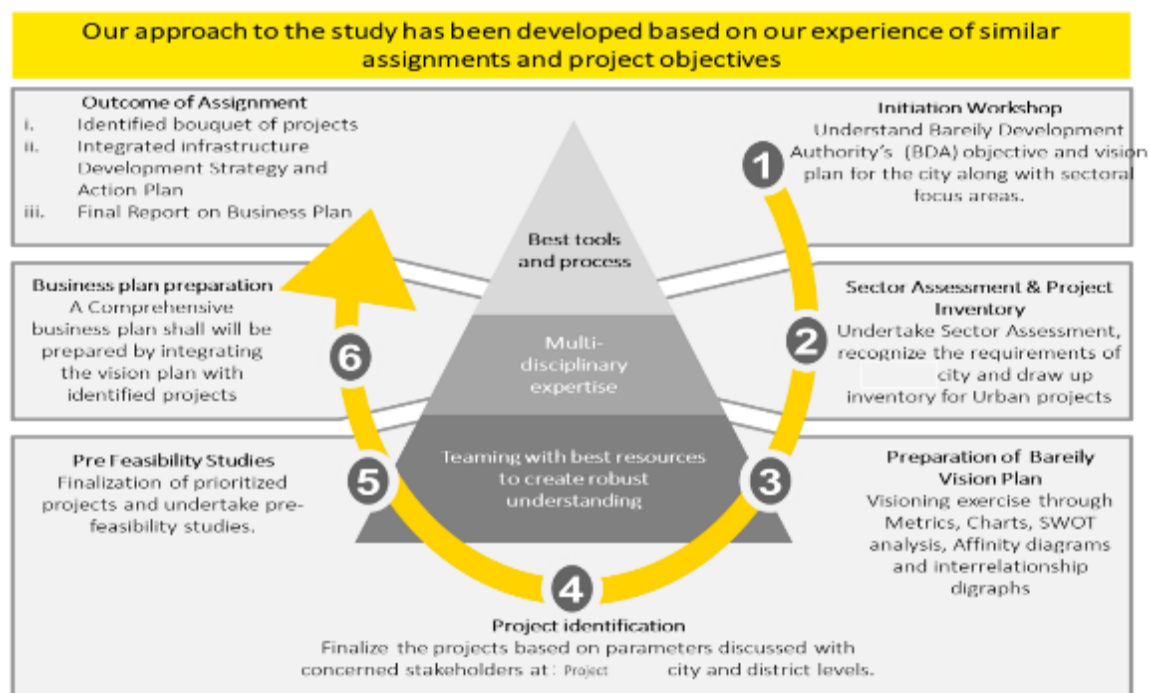 Our approach to the study has been developed based on our experience of similar
assignments and project objectives
Outcome of Assignment
i. Identified bouquet of projects
ii. Integrated infrastructure
Development Strategy and
Action Plan
iii. Final Report on Business Plan
Initiation Workshop
Understand Bareily Development
Authority's (BDA) objective and vision
plan for the city along with sectoral
focus areas.
1
Best tools
and process
Business plan preparation
A Comprehensive
business plan shall will be
prepared by integrating
the vision plan with
identified projects
6
Multi-
disciplinary
expertise
2
Sector Assessment & Project
Inventory
Undertake Sector Assessment,
recognize the requirements of
city and draw up
inventory for Urban projects
Pre Feasibility Studies
Finalization of prioritized
projects and undertake pre-
feasibility studies.
5
Teaming with best resources
to create robust
understanding
3
Preparation of Bareily
Vision Plan
Visioning exercise through
Metrics, Charts, SWOT
analysis, Affinity diagrams
and interrelationship
digraphs
4
Project identification
Finalize the projects based on parameters discussed with
concerned stakeholders at: Project city and district levels.